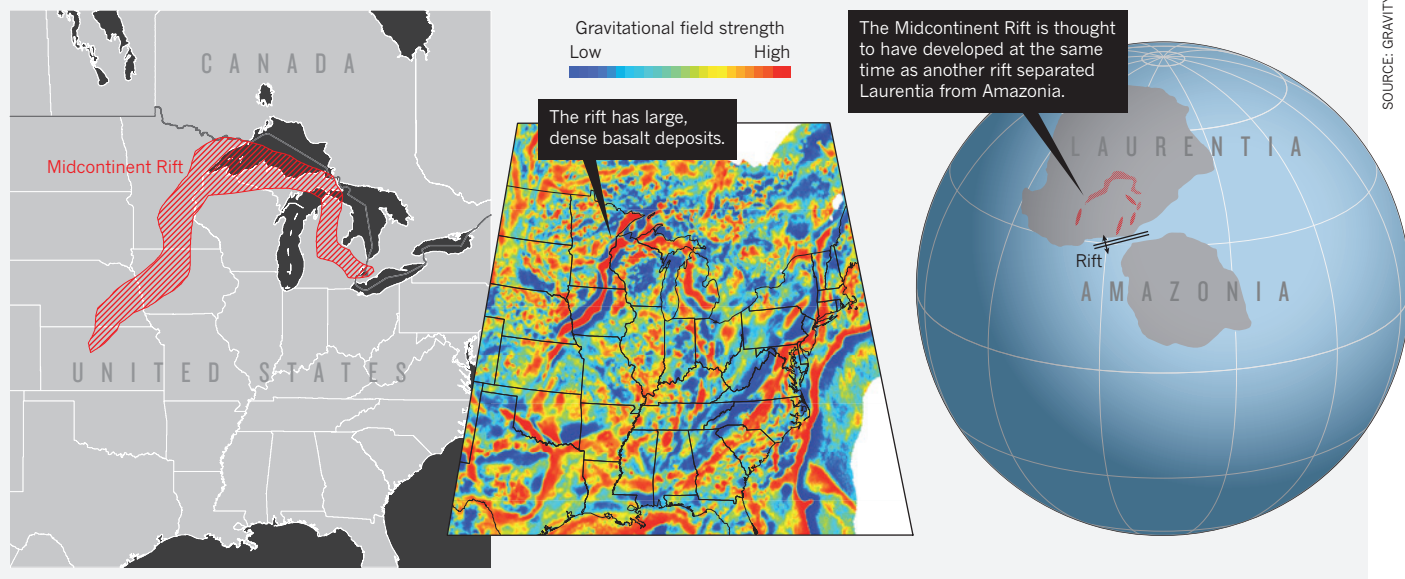 CANADA
Midcontinent Rift
UNITED STATES
Gravitational field strength
Low High
The rift has large,
dense basalt deposits.
The Midcontinent Rift is thought
to have developed at the same
time as another rift separated
Laurentia from Amazonia.
LAURENTIA
Rift
AMAZONIA
SOURCE: GRAVITY